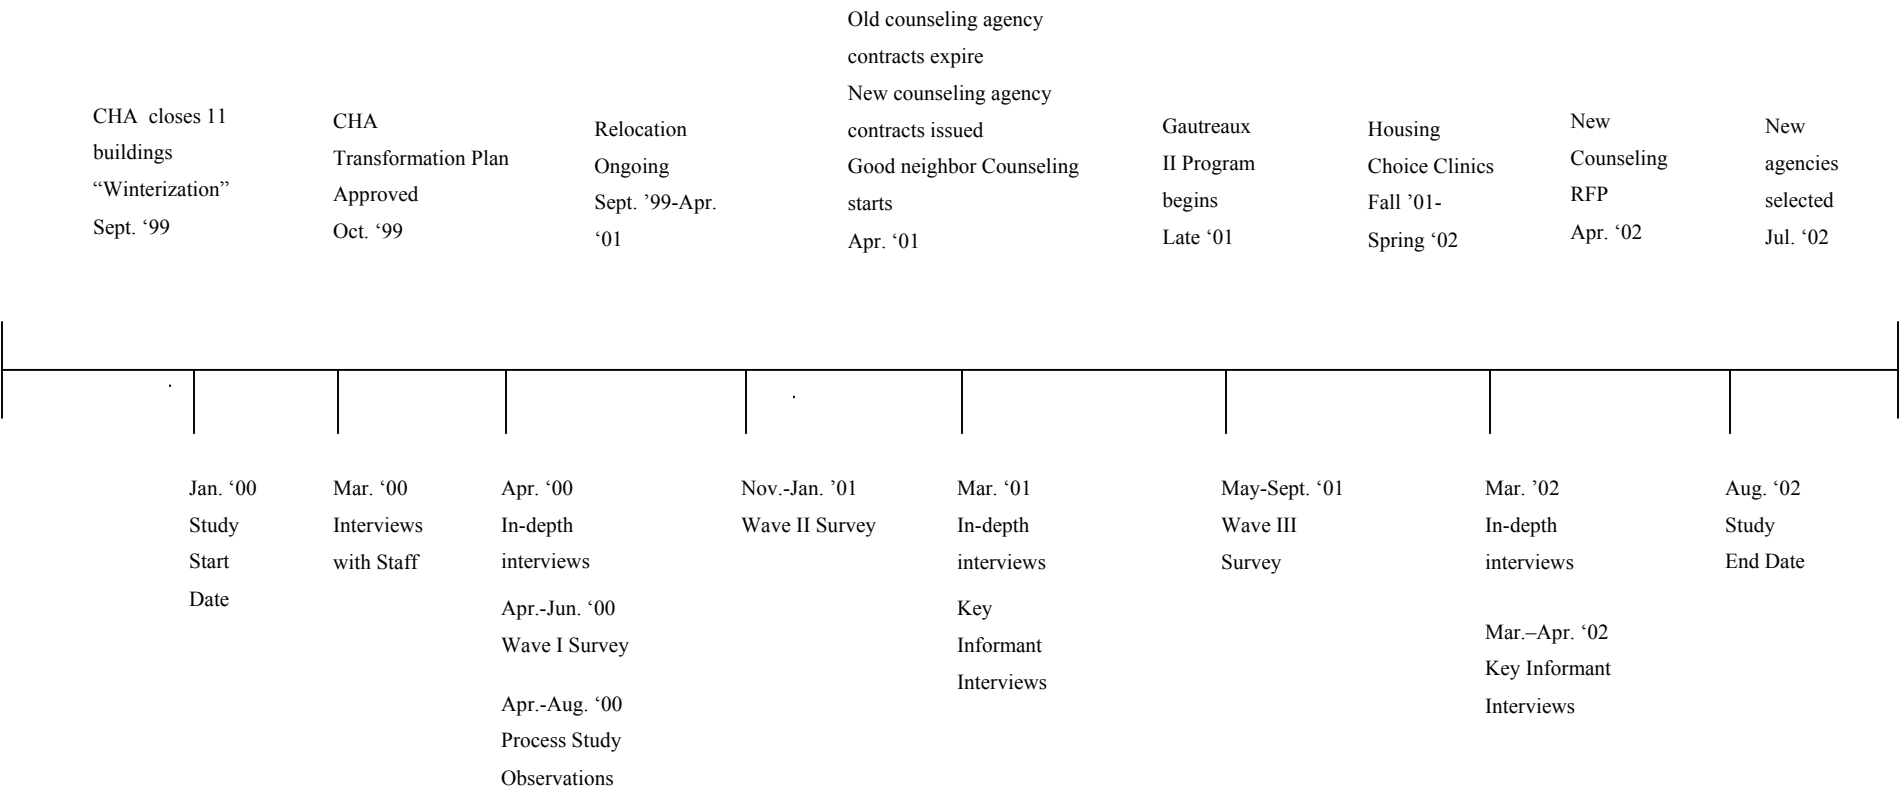 CHA closes 11
buildings
“Winterization”
Sept. ‘99
CHA
Transformation Plan
Approved
Oct. ‘99
Relocation
Ongoing
Sept. ’99-Apr.
‘01
Old counseling agency
contracts expire
New counseling agency
contracts issued
Good neighbor Counseling
starts
Apr. ‘01
Gautreaux
II Program
begins
Late ‘01
Housing
Choice Clinics
Fall ’01-
Spring ‘02
New
Counseling
RFP
Apr. ‘02
New
agencies
selected
Jul. ‘02
Jan. ‘00
Study
Start
Date
Mar. ‘00
Interviews
with Staff
Apr. ‘00
In-depth
interviews
Apr.-Jun. ‘00
Wave I Survey
Apr.-Aug. ‘00
Process Study
Observations
Nov.-Jan. ’01
Wave II Survey
Mar. ‘01
In-depth
interviews
Key
Informant
Interviews
May-Sept. ‘01
Wave III
Survey
Mar. ’02
In-depth
interviews
Mar.–Apr. ‘02
Key Informant
Interviews
Aug. ‘02
Study
End Date